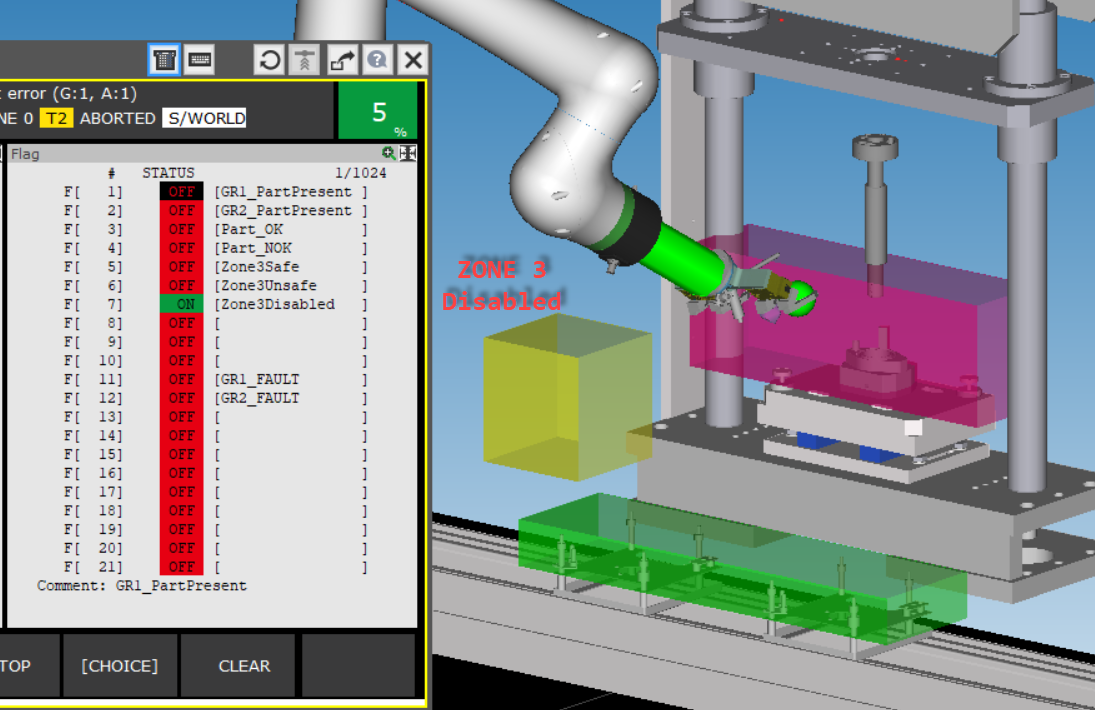 : error (G:1, A:1)
NE 0 T2 ABORTED S/WORLD
5
%
Flag
# STATUS 1/1024
F[ 1] OFF [GR1_PartPresent ]
F[ 2] OFF [GR2_PartPresent ]
F[ 3] OFF [Part_OK ]
F[ 4] OFF [Part_NOK ]
F[ 5] OFF [Zone3Safe ]
F[ 6] OFF [Zone3Unsafe ]
F[ 7] ON [Zone3Disabled ]
F[ 8] OFF [ ]
F[ 9] OFF [ ]
F[ 10] OFF [ ]
F[ 11] OFF [GR1_FAULT ]
F[ 12] OFF [GR2_FAULT ]
F[ 13] OFF [ ]
F[ 14] OFF [ ]
F[ 15] OFF [ ]
F[ 16] OFF [ ]
F[ 17] OFF [ ]
F[ 18] OFF [ ]
F[ 19] OFF [ ]
F[ 20] OFF [ ]
F[ 21] OFF [ ]
Comment: GR1_PartPresent
TOP [CHOICE] CLEAR
ZONE 3
Disabled